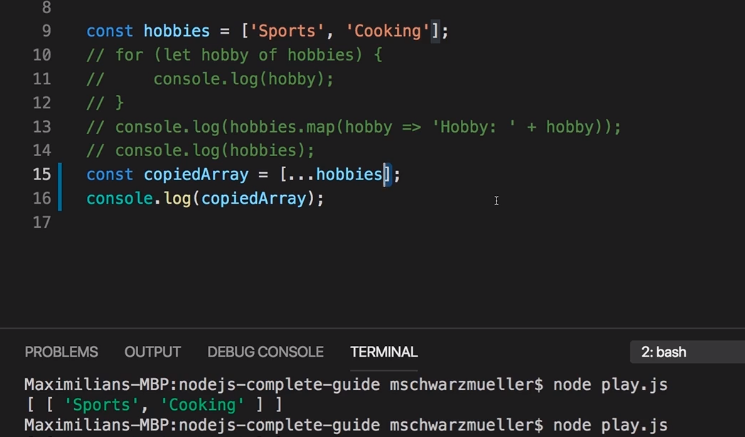 8
9 const hobbies = ['Sports', 'Cooking'];
10 // for (let hobby of hobbies) {
11 //     console.log(hobby);
12 // }
13 // console.log(hobbies.map(hobby => 'Hobby: ' + hobby));
14 // console.log(hobbies);
15 const copiedArray = [...hobbies];
16 console.log(copiedArray);
17
PROBLEMS OUTPUT DEBUG CONSOLE TERMINAL 2: bash
Maximilians-MBP:nodejs-complete-guide mschwarzmueller$ node play.js
[ [ 'Sports', 'Cooking' ] ]
Maximilians-MBP:nodejs-complete-guide mschwarzmueller$ node play.js